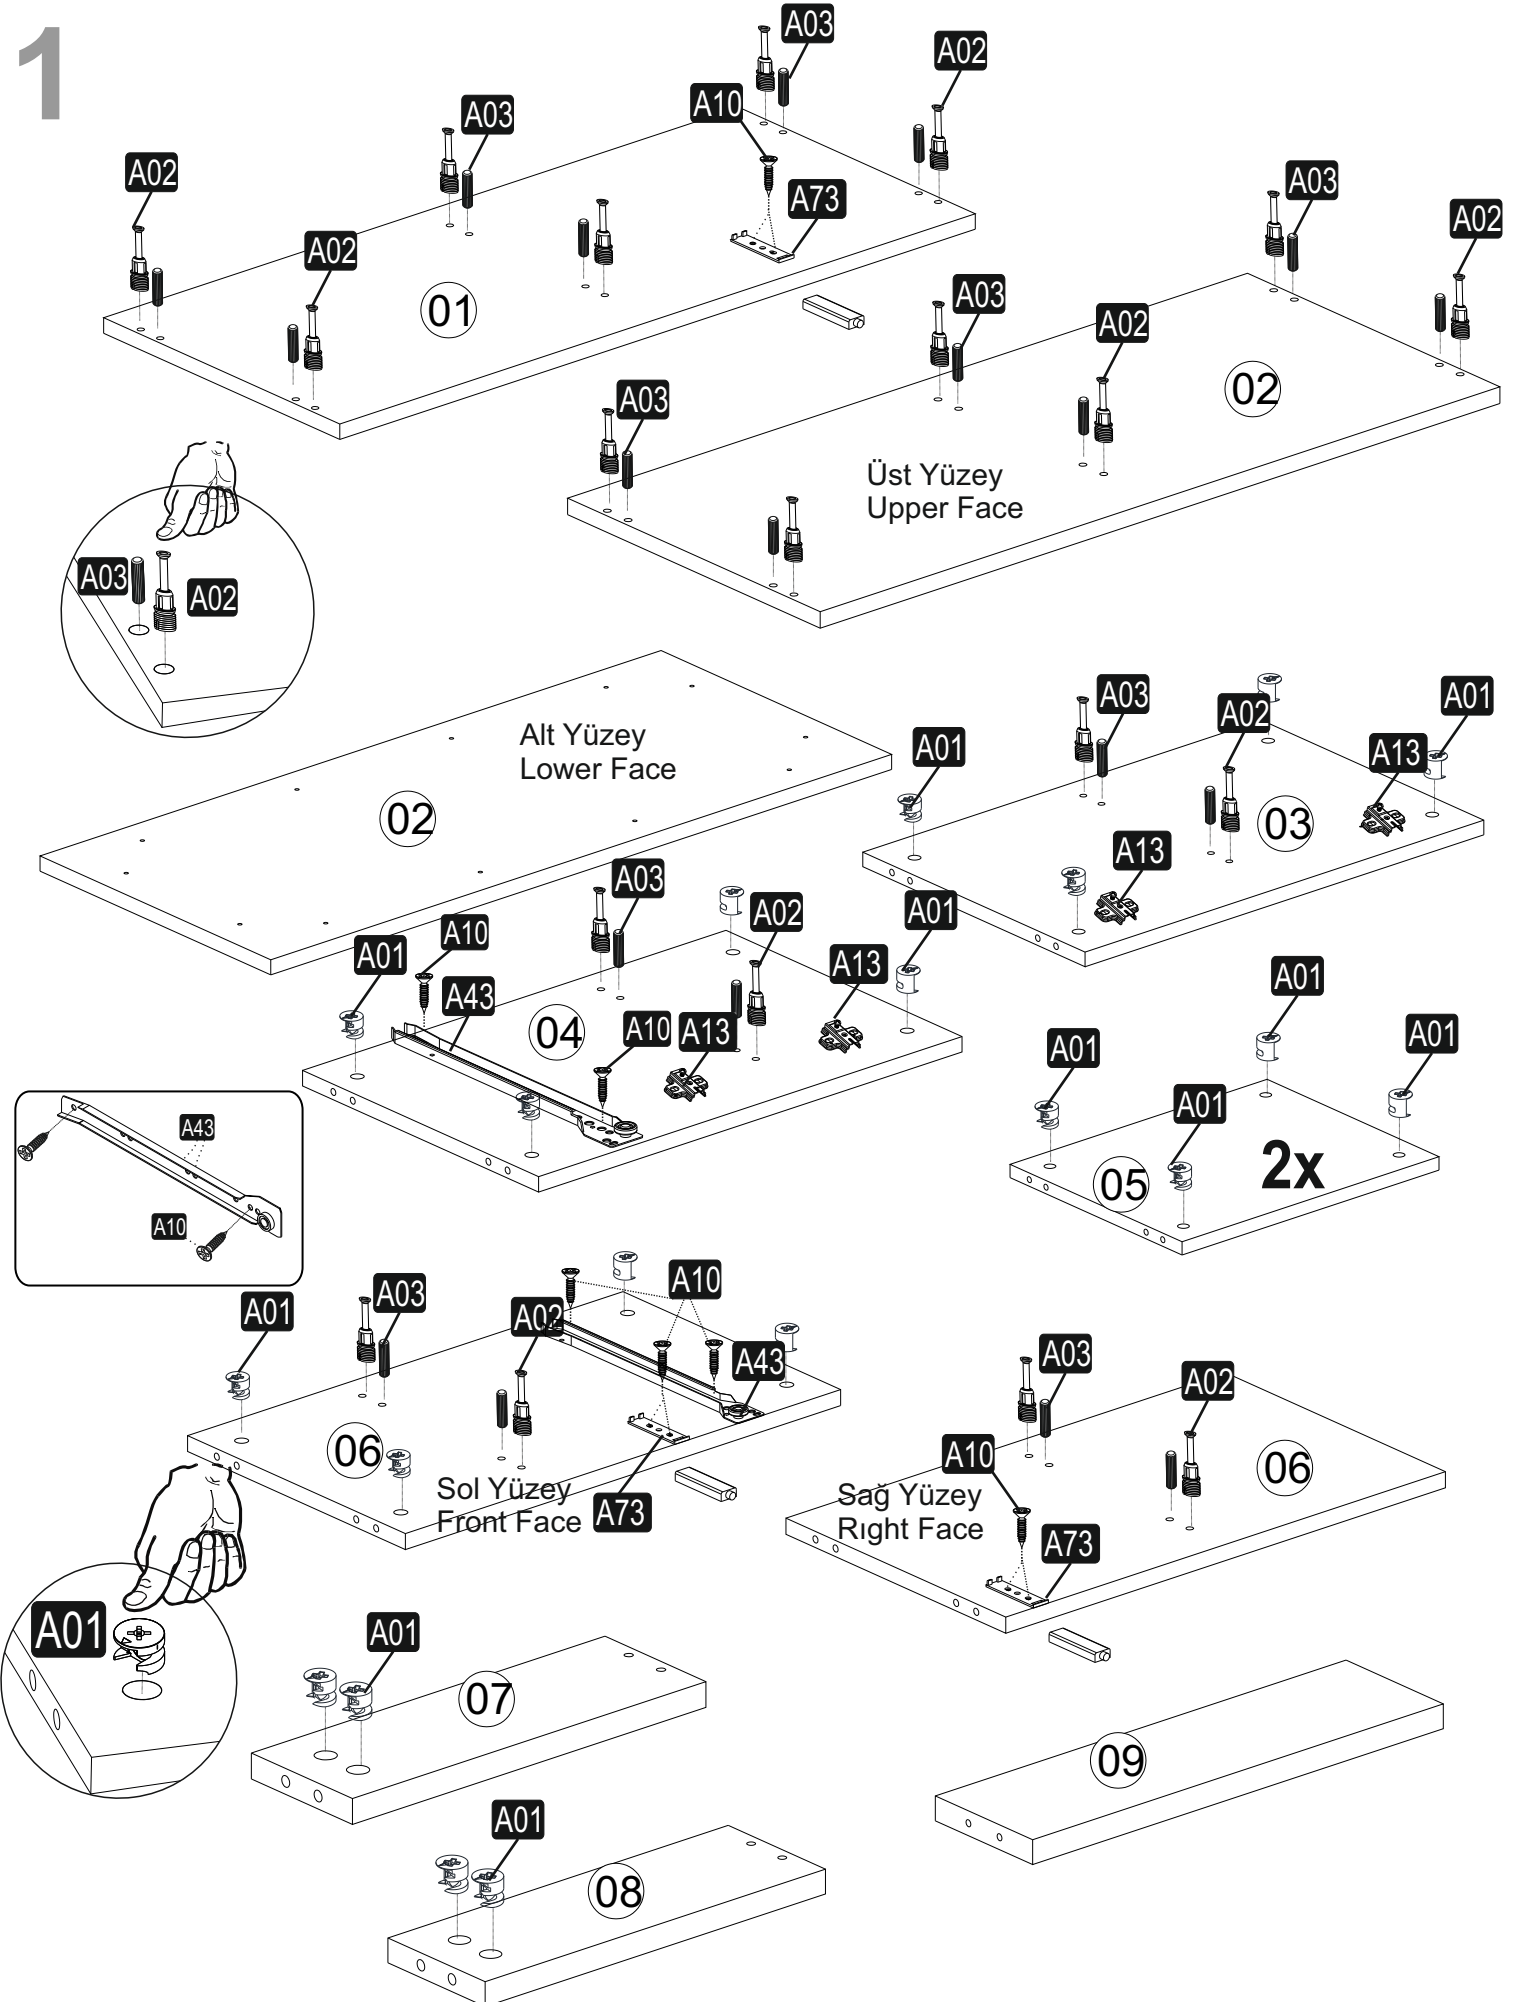 1
A03
A02
A10
A03
A02
A73
A03
A02
A02
01
A03
A02
A03
02
Üst Yüzey
Upper Face
A03
A02
A03
A02
A01
Alt Yüzey
Lower Face
A01
A13
02
03
A13
A03
A02
A01
A10
A01
A13
A43
04
A10
A13
A01
A01
A01
A01
A43
05
2x
A10
A10
A03
A01
A02
A43
A03
A02
06
A10
06
Sol Yüzey
Front Face
A73
Sağ Yüzey
Rıght Face
A73
A01
A01
07
09
A01
08